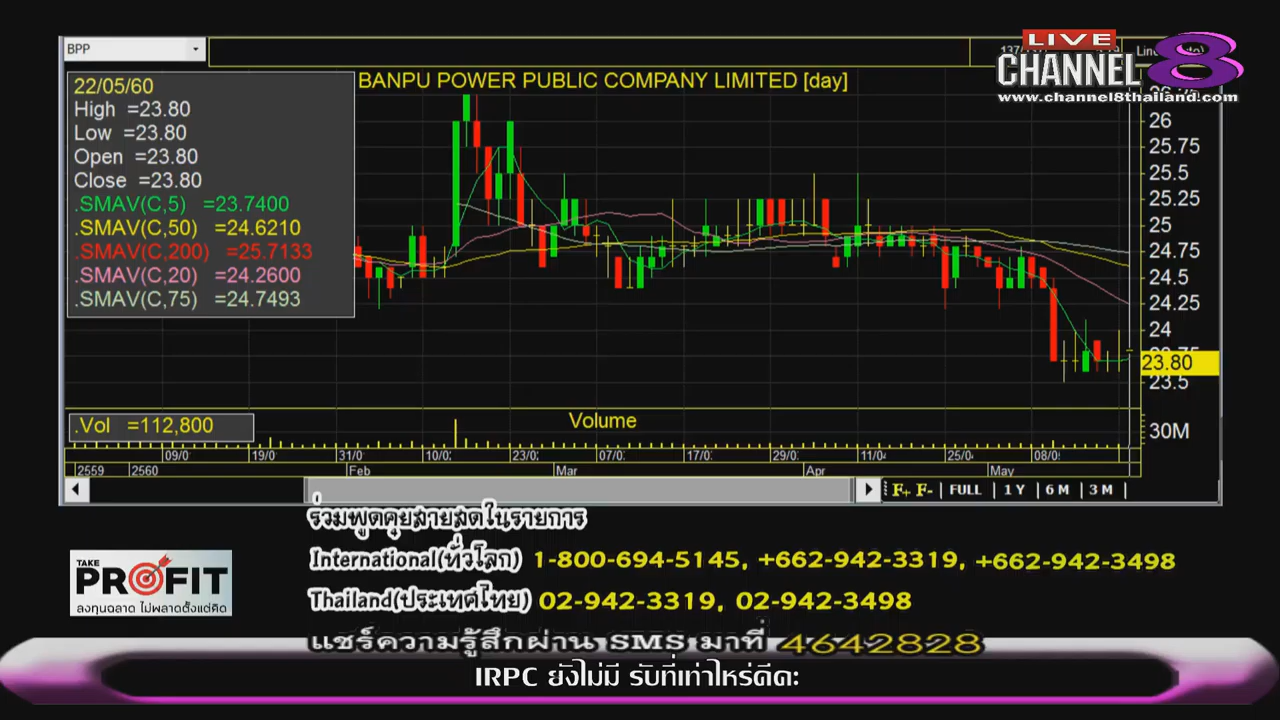 BPP
LIVE
CHANNEL 8
www.channel8thailand.com
BANPU POWER PUBLIC COMPANY LIMITED [day]
22/05/60
High =23.80
Low =23.80
Open =23.80
Close =23.80
.SMAV(C,5) =23.7400
.SMAV(C,50) =24.6210
.SMAV(C,200) =25.7133
.SMAV(C,20) =24.2600
.SMAV(C,75) =24.7493
26
25.75
25.5
25.25
25
24.75
24.5
24.25
24
23.80
23.5
.Vol =112,800
Volume
30M
09/0 19/0 31/0 10/0 23/0 07/0 17/0 29/0 11/0 25/0 08/0
2559 2560 Feb Mar Apr May
F+ F- FULL 1 Y 6 M 3 M
ร่วมพูดคุยสายสดในรายการ
International(ทั่วโลก) 1-800-694-5145, +662-942-3319, +662-942-3498
Thailand(ประเทศไทย) 02-942-3319, 02-942-3498
แชร์ความรู้สึกผ่าน SMS มาที่ 4642828
TAKE
PROFIT
ลงทุนฉลาด ไม่พลาดตั้งแต่คิด
IRPC ยังไม่มี รับที่เท่าไหร่ดีคะ